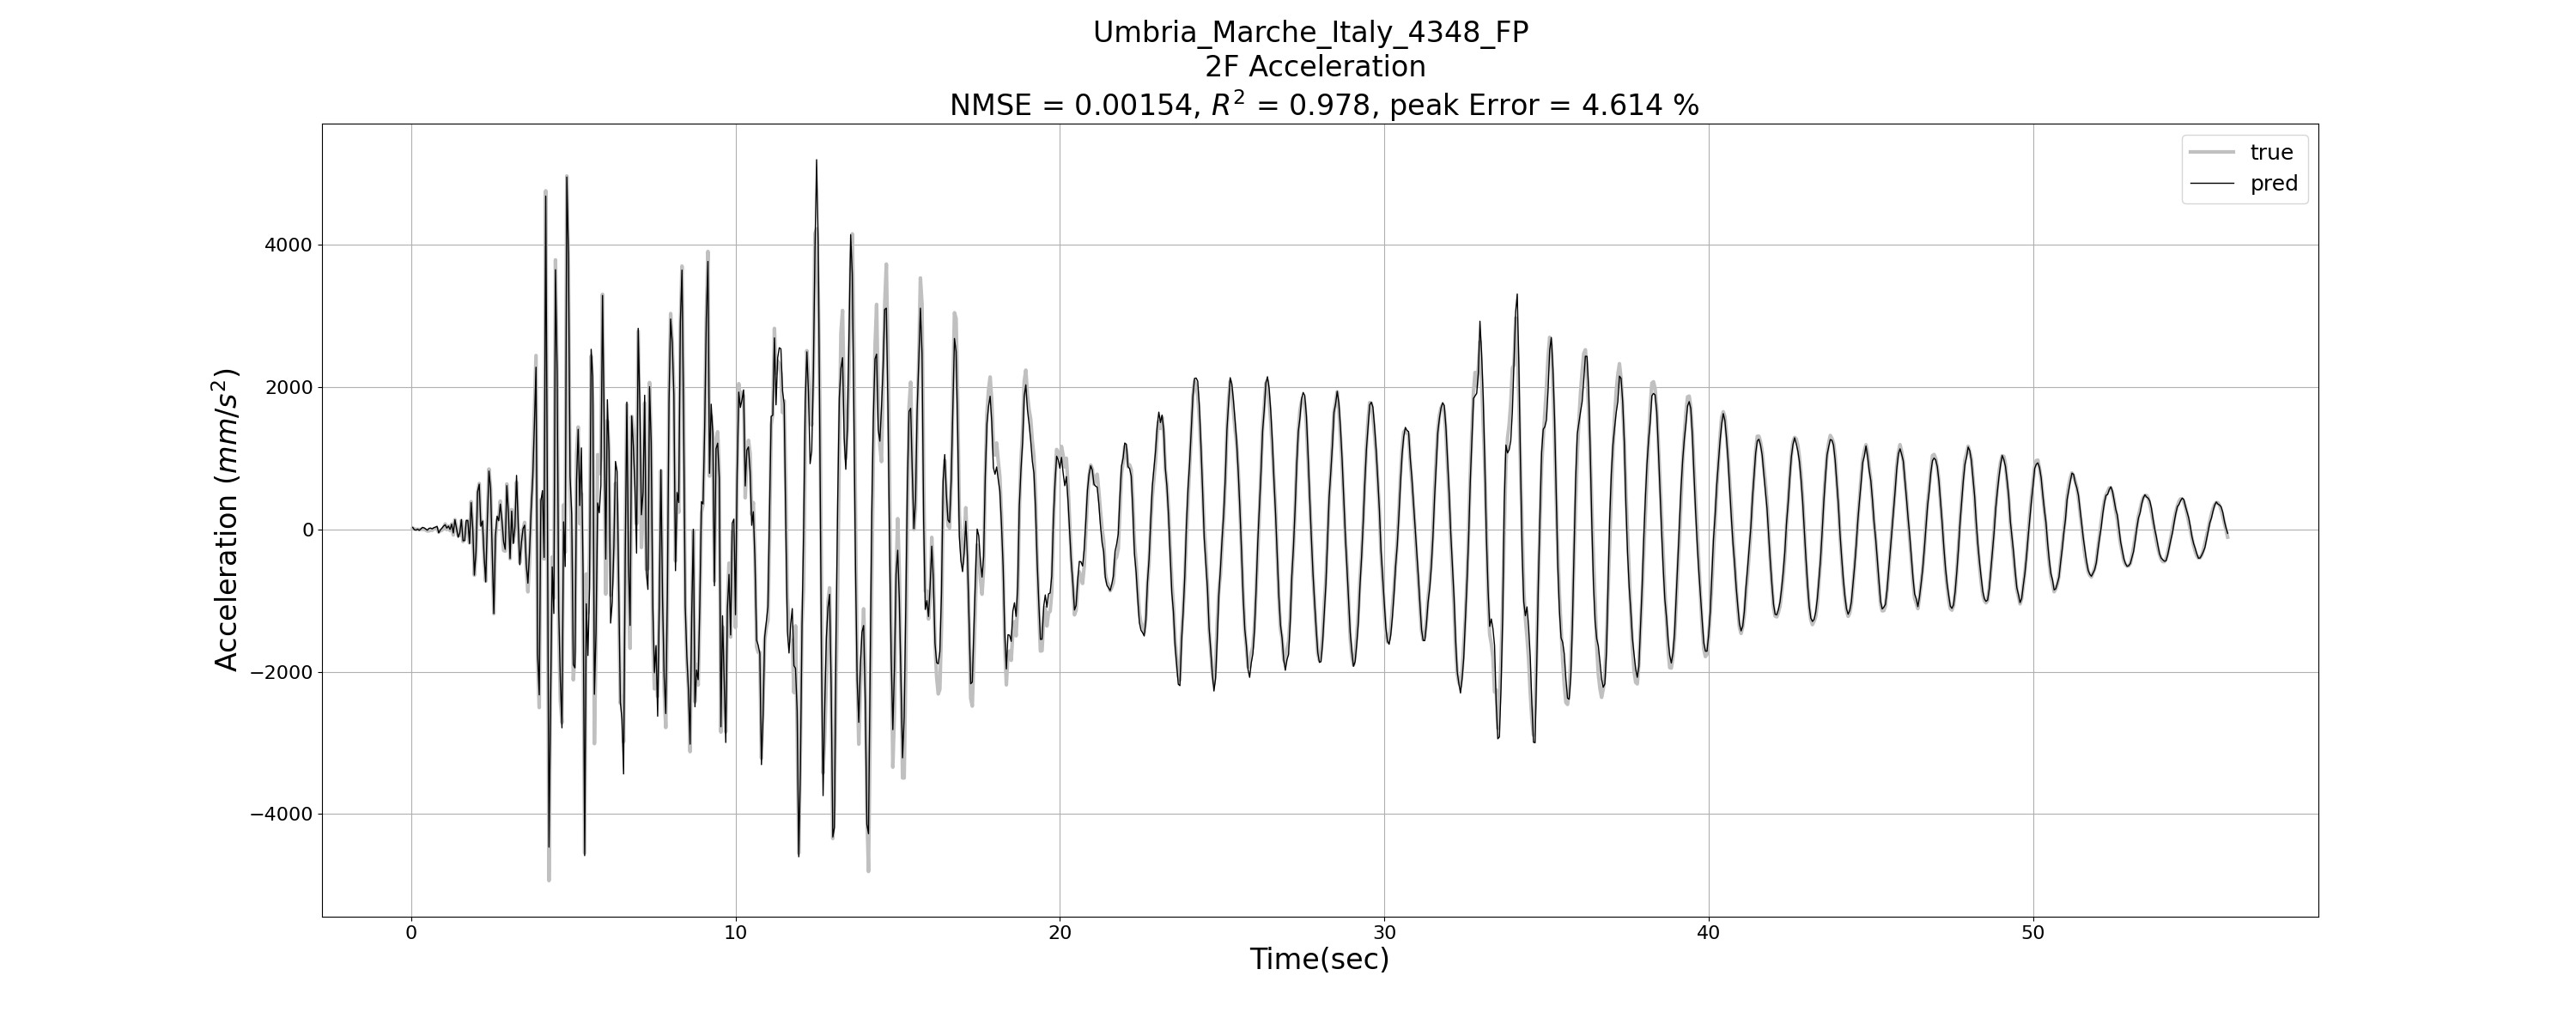 Umbria_Marche_Italy_4348_FP
2F Acceleration
NMSE = 0.00154, R² = 0.978, peak Error = 4.614 %
true
pred
4000
2000
0
−2000
−4000
Acceleration (mm/s²)
0 10 20 30 40 50
Time(sec)